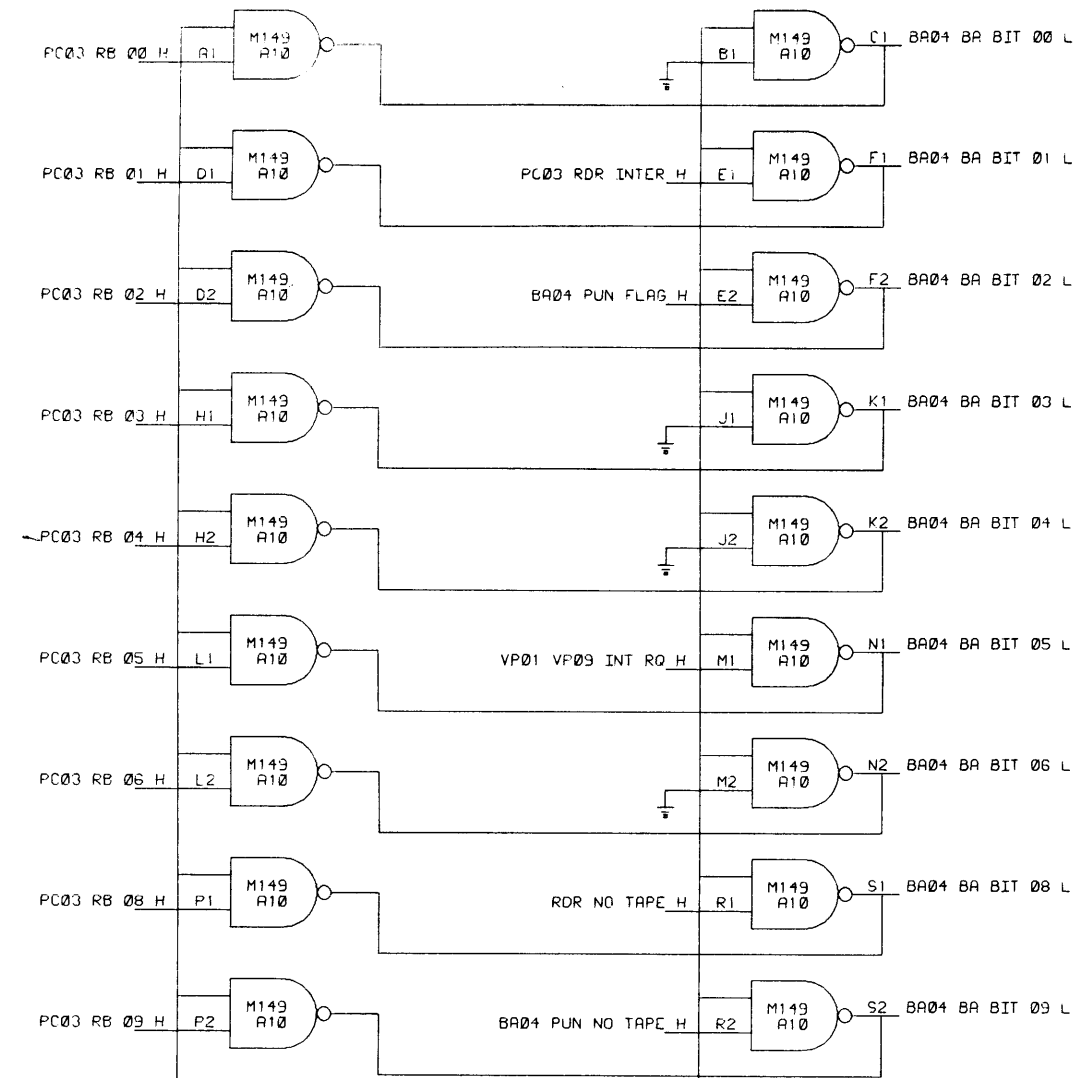 PC03 RB 00 H A1 M149 A10 B1 M149 A10 C1 BA04 BA BIT 00 L
PC03 RB 01 H D1 M149 A10 PC03 RDR INTER H E1 M149 A10 F1 BA04 BA BIT 01 L
PC03 RB 02 H D2 M149 A10 BA04 PUN FLAG H E2 M149 A10 F2 BA04 BA BIT 02 L
PC03 RB 03 H H1 M149 A10 J1 M149 A10 K1 BA04 BA BIT 03 L
PC03 RB 04 H H2 M149 A10 J2 M149 A10 K2 BA04 BA BIT 04 L
PC03 RB 05 H L1 M149 A10 VP01 VP09 INT RQ H M1 M149 A10 N1 BA04 BA BIT 05 L
PC03 RB 06 H L2 M149 A10 M2 M149 A10 N2 BA04 BA BIT 06 L
PC03 RB 08 H P1 M149 A10 RDR NO TAPE H R1 M149 A10 S1 BA04 BA BIT 08 L
PC03 RB 09 H P2 M149 A10 BA04 PUN NO TAPE H R2 M149 A10 S2 BA04 BA BIT 09 L